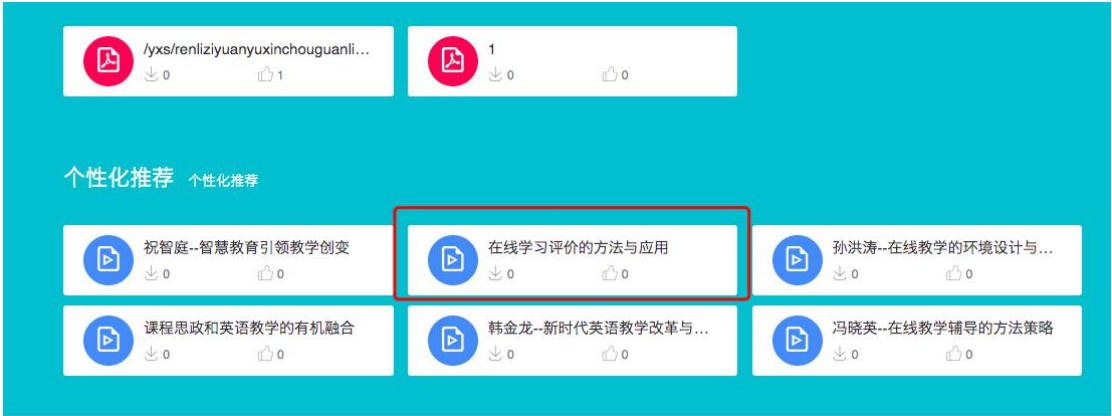 /yxs/renliziyuanyuxinchouguanli…
0 1
1
0 0
个性化推荐 个性化推荐
祝智庭--智慧教育引领教学创变
0 0
在线学习评价的方法与应用
0 0
孙洪涛--在线教学的环境设计与…
0 0
课程思政和英语教学的有机融合
0 0
韩金龙--新时代英语教学改革与…
0 0
冯晓英--在线教学辅导的方法策略
0 0